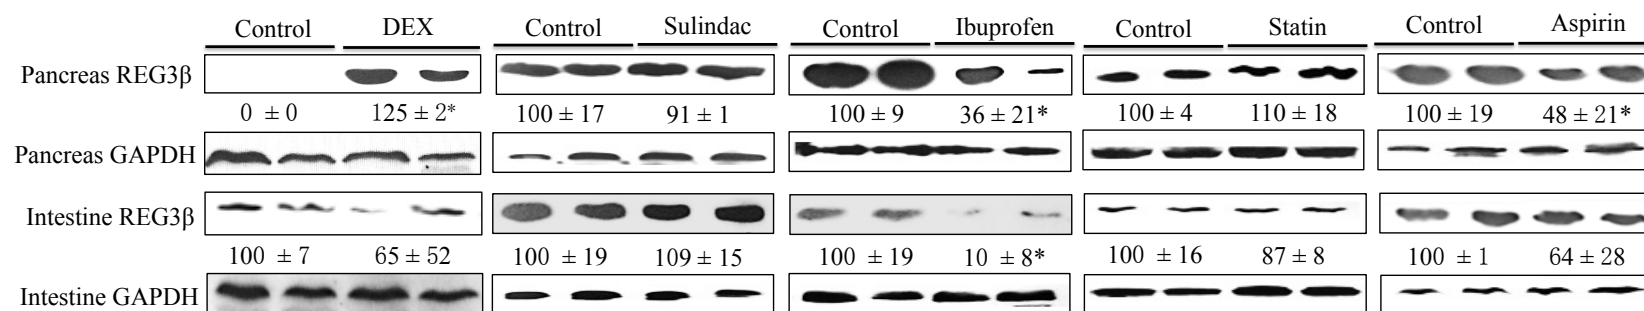 Control DEX Control Sulindac Control Ibuprofen Control Statin Control Aspirin
Pancreas REG3β
0 ± 0 125 ± 2* 100 ± 17 91 ± 1 100 ± 9 36 ± 21* 100 ± 4 110 ± 18 100 ± 19 48 ± 21*
Pancreas GAPDH
Intestine REG3β
100 ± 7 65 ± 52 100 ± 19 109 ± 15 100 ± 19 10 ± 8* 100 ± 16 87 ± 8 100 ± 1 64 ± 28
Intestine GAPDH